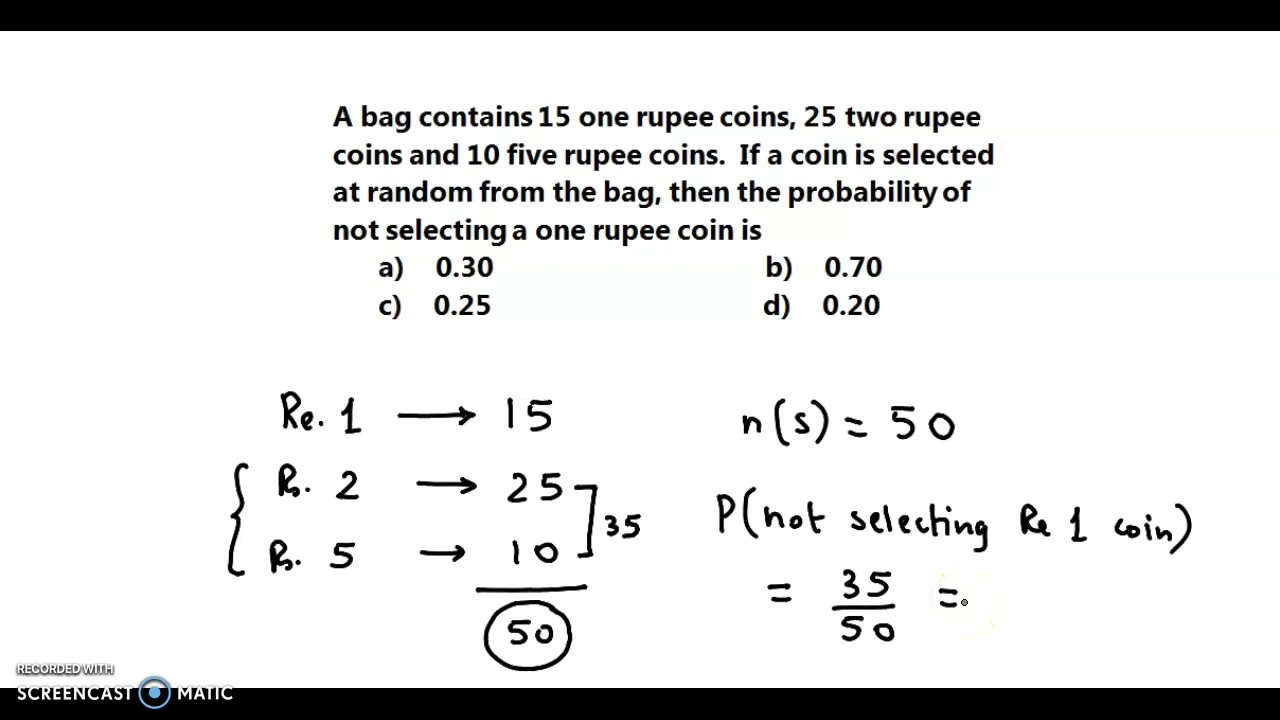 A bag contains 15 one rupee coins, 25 two rupee
coins and 10 five rupee coins. If a coin is selected
at random from the bag, then the probability of
not selecting a one rupee coin is
a) 0.30 b) 0.70
c) 0.25 d) 0.20
Re. 1 → 15
Rs. 2 → 25
Rs. 5 → 10
35
50
n(s) = 50
P(not selecting Re 1 coin)
= 35/50 =
RECORDED WITH
SCREENCAST MATIC